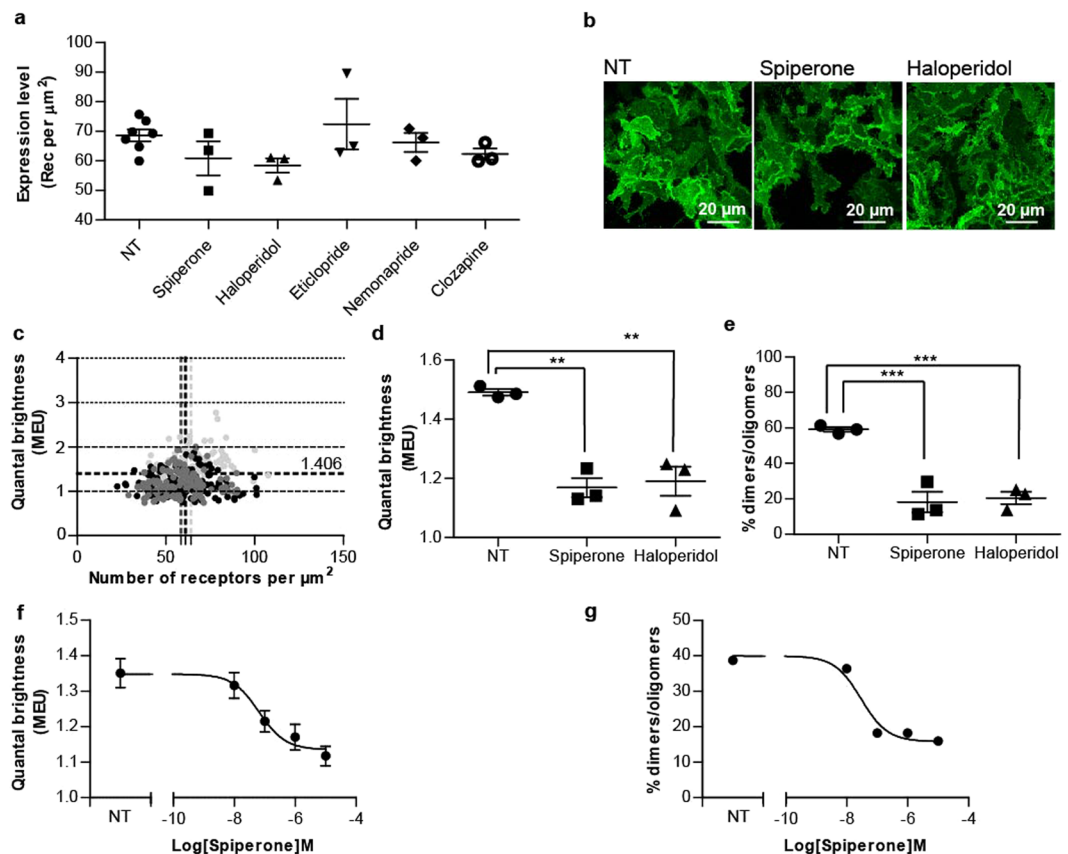 a
Expression level
(Rec per µm2)
100
90
80
70
60
50
40
NT
Spiperone
Haloperidol
Eticlopride
Nemonapride
Clozapine
b
NT
Spiperone
Haloperidol
20 µm
20 µm
20 µm
c
Quantal brightness
(MEU)
4
3
2
1
0
1.406
0
50
100
150
Number of receptors per µm2
d
Quantal brightness
(MEU)
1.6
1.4
1.2
1.0
**
**
NT
Spiperone
Haloperidol
e
% dimers/oligomers
100
80
60
40
20
0
***
***
NT
Spiperone
Haloperidol
f
Quantal brightness
(MEU)
1.5
1.4
1.3
1.2
1.1
1.0
NT
-10
-8
-6
-4
Log[Spiperone]M
g
% dimers/oligomers
50
40
30
20
10
0
NT
-10
-8
-6
-4
Log[Spiperone]M